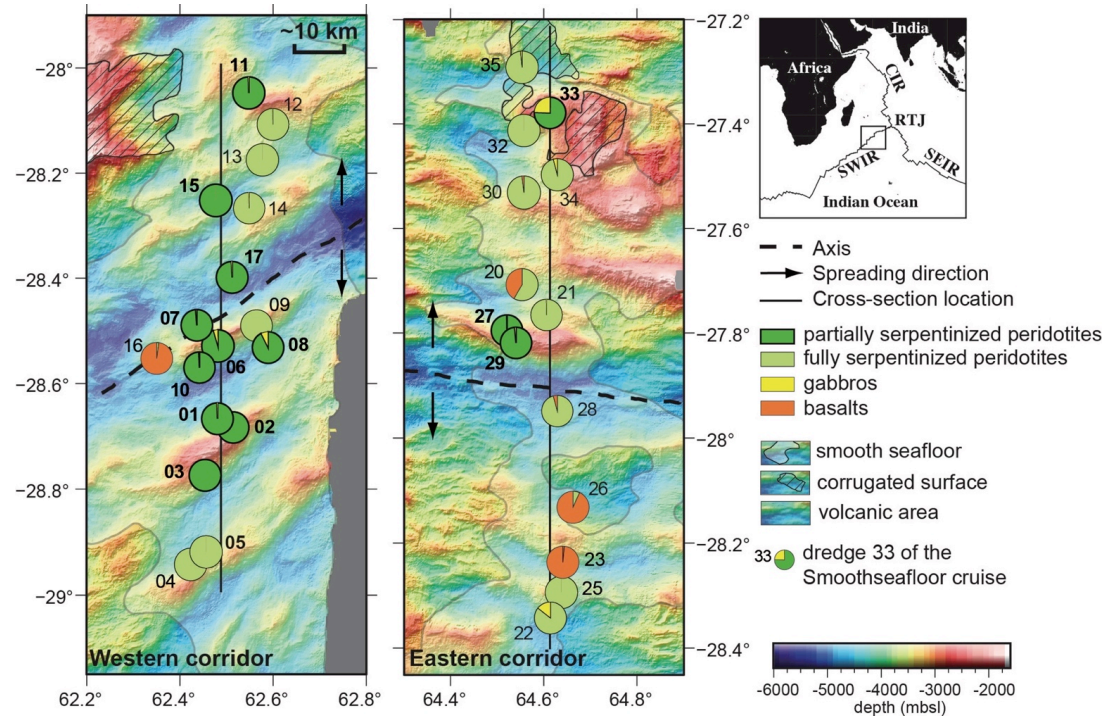 ~10 km
−28°
−28.2°
−28.4°
−28.6°
−28.8°
−29°
11
12
13
15
14
17
07
09
16
08
06
10
01
02
03
05
04
Western corridor
62.2
62.4
62.6
62.8
35
33
32
30
34
20
21
27
29
28
26
23
25
22
Eastern corridor
64.4
64.6
64.8
−27.2°
−27.4°
−27.6°
−27.8°
−28°
−28.2°
−28.4°
India
Africa
CIR
RTJ
SWIR
SEIR
Indian Ocean
Axis
Spreading direction
Cross-section location
partially serpentinized peridotites
fully serpentinized peridotites
gabbros
basalts
smooth seafloor
corrugated surface
volcanic area
33
dredge 33 of the
Smoothseafloor cruise
−6000
−5000
−4000
−3000
−2000
depth (mbsl)